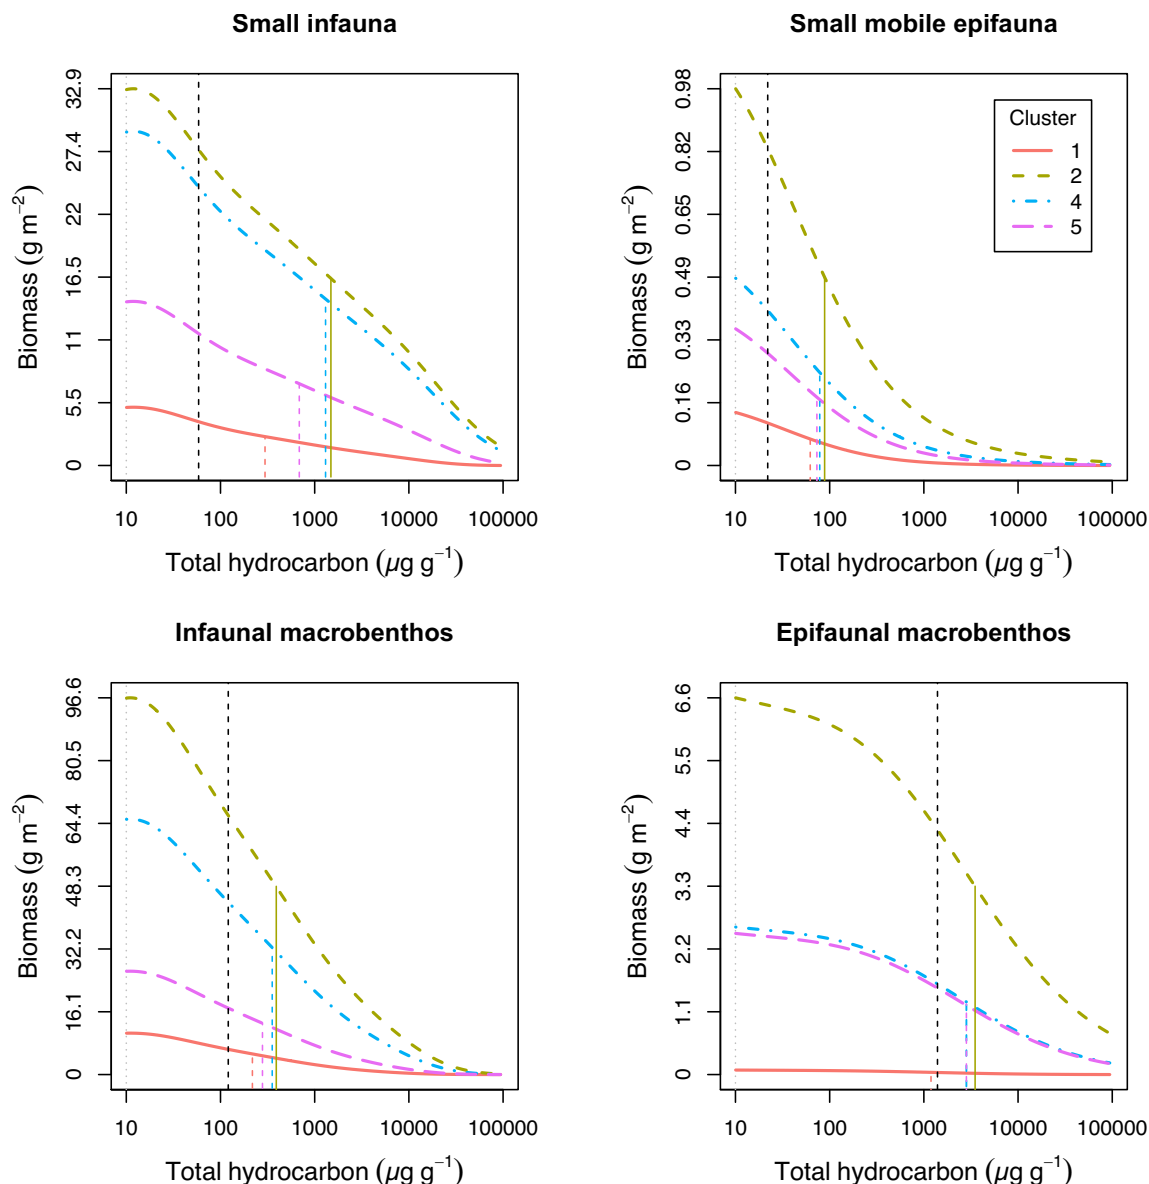 Small infauna
Biomass (g m⁻²)
32.9
27.4
22
16.5
11
5.5
0
10 100 1000 10000 100000
Total hydrocarbon (µg g⁻¹)
Small mobile epifauna
Biomass (g m⁻²)
0.98
0.82
0.65
0.49
0.33
0.16
0
Cluster
1
2
4
5
10 100 1000 10000 100000
Total hydrocarbon (µg g⁻¹)
Infaunal macrobenthos
Biomass (g m⁻²)
96.6
80.5
64.4
48.3
32.2
16.1
0
10 100 1000 10000 100000
Total hydrocarbon (µg g⁻¹)
Epifaunal macrobenthos
Biomass (g m⁻²)
6.6
5.5
4.4
3.3
2.2
1.1
0
10 100 1000 10000 100000
Total hydrocarbon (µg g⁻¹)